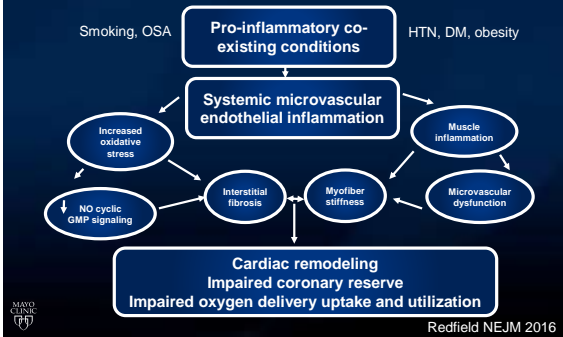 Smoking, OSA
Pro-inflammatory co-
existing conditions
HTN, DM, obesity
Systemic microvascular
endothelial inflammation
Increased
oxidative
stress
Muscle
inflammation
NO cyclic
GMP signaling
Interstitial
fibrosis
Myofiber
stiffness
Microvascular
dysfunction
Cardiac remodeling
Impaired coronary reserve
Impaired oxygen delivery uptake and utilization
MAYO
CLINIC
Redfield NEJM 2016